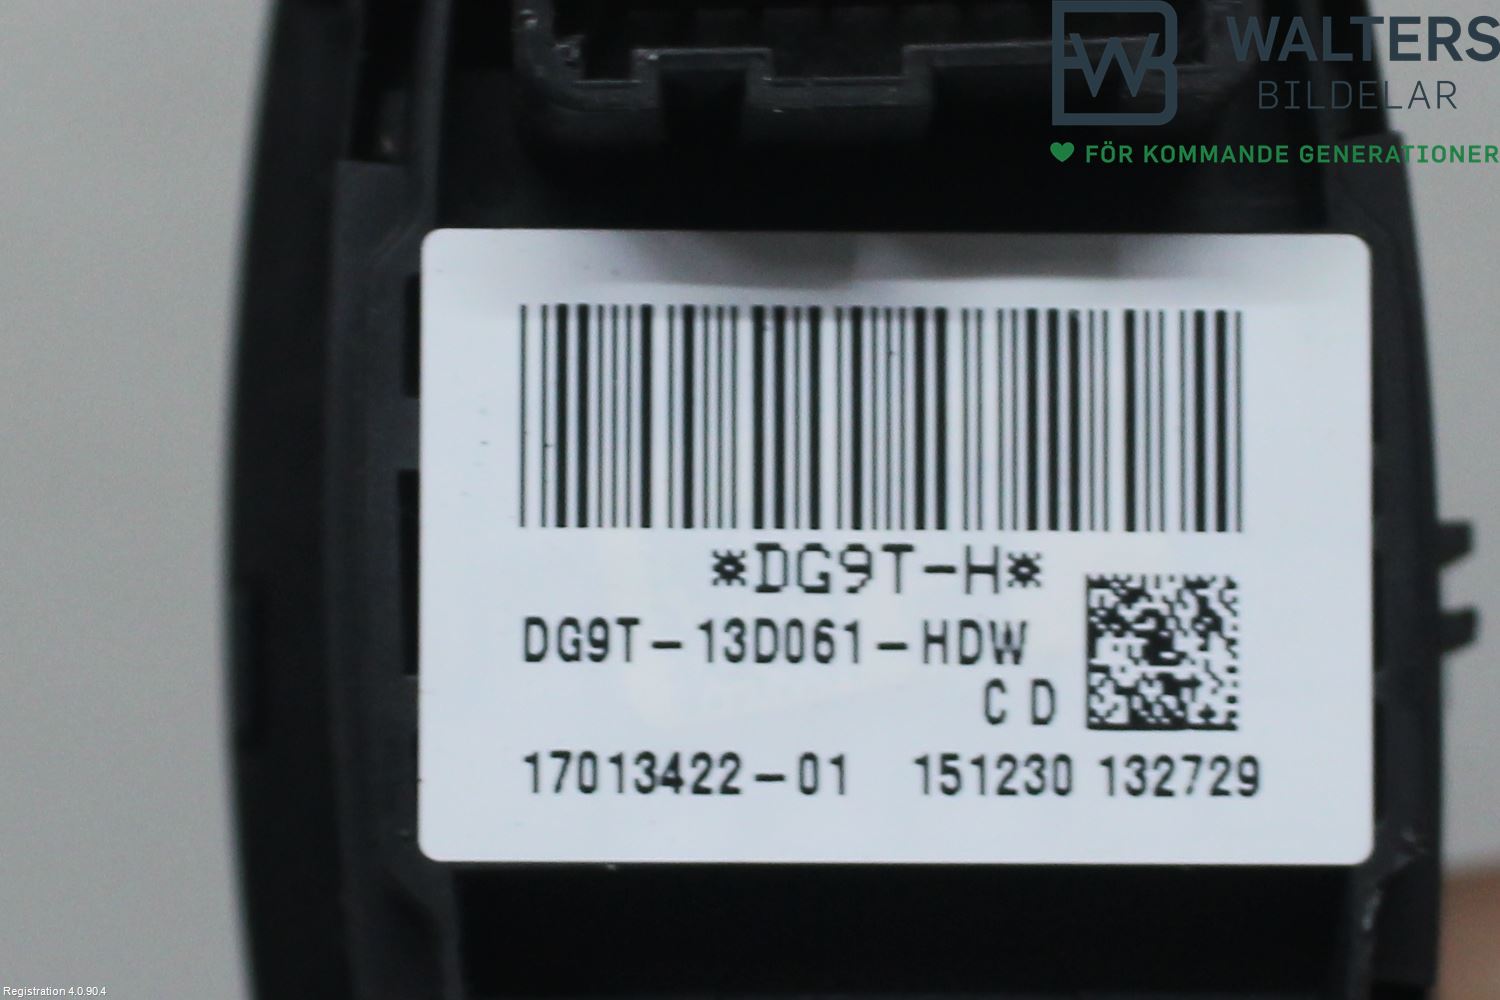 WALTERS
BILDELAR
FÖR KOMMANDE GENERATIONER
*DG9T-H*
DG9T-13D061-HDW
C D
17013422-01 151230 132729
Registration 4.0.90.4